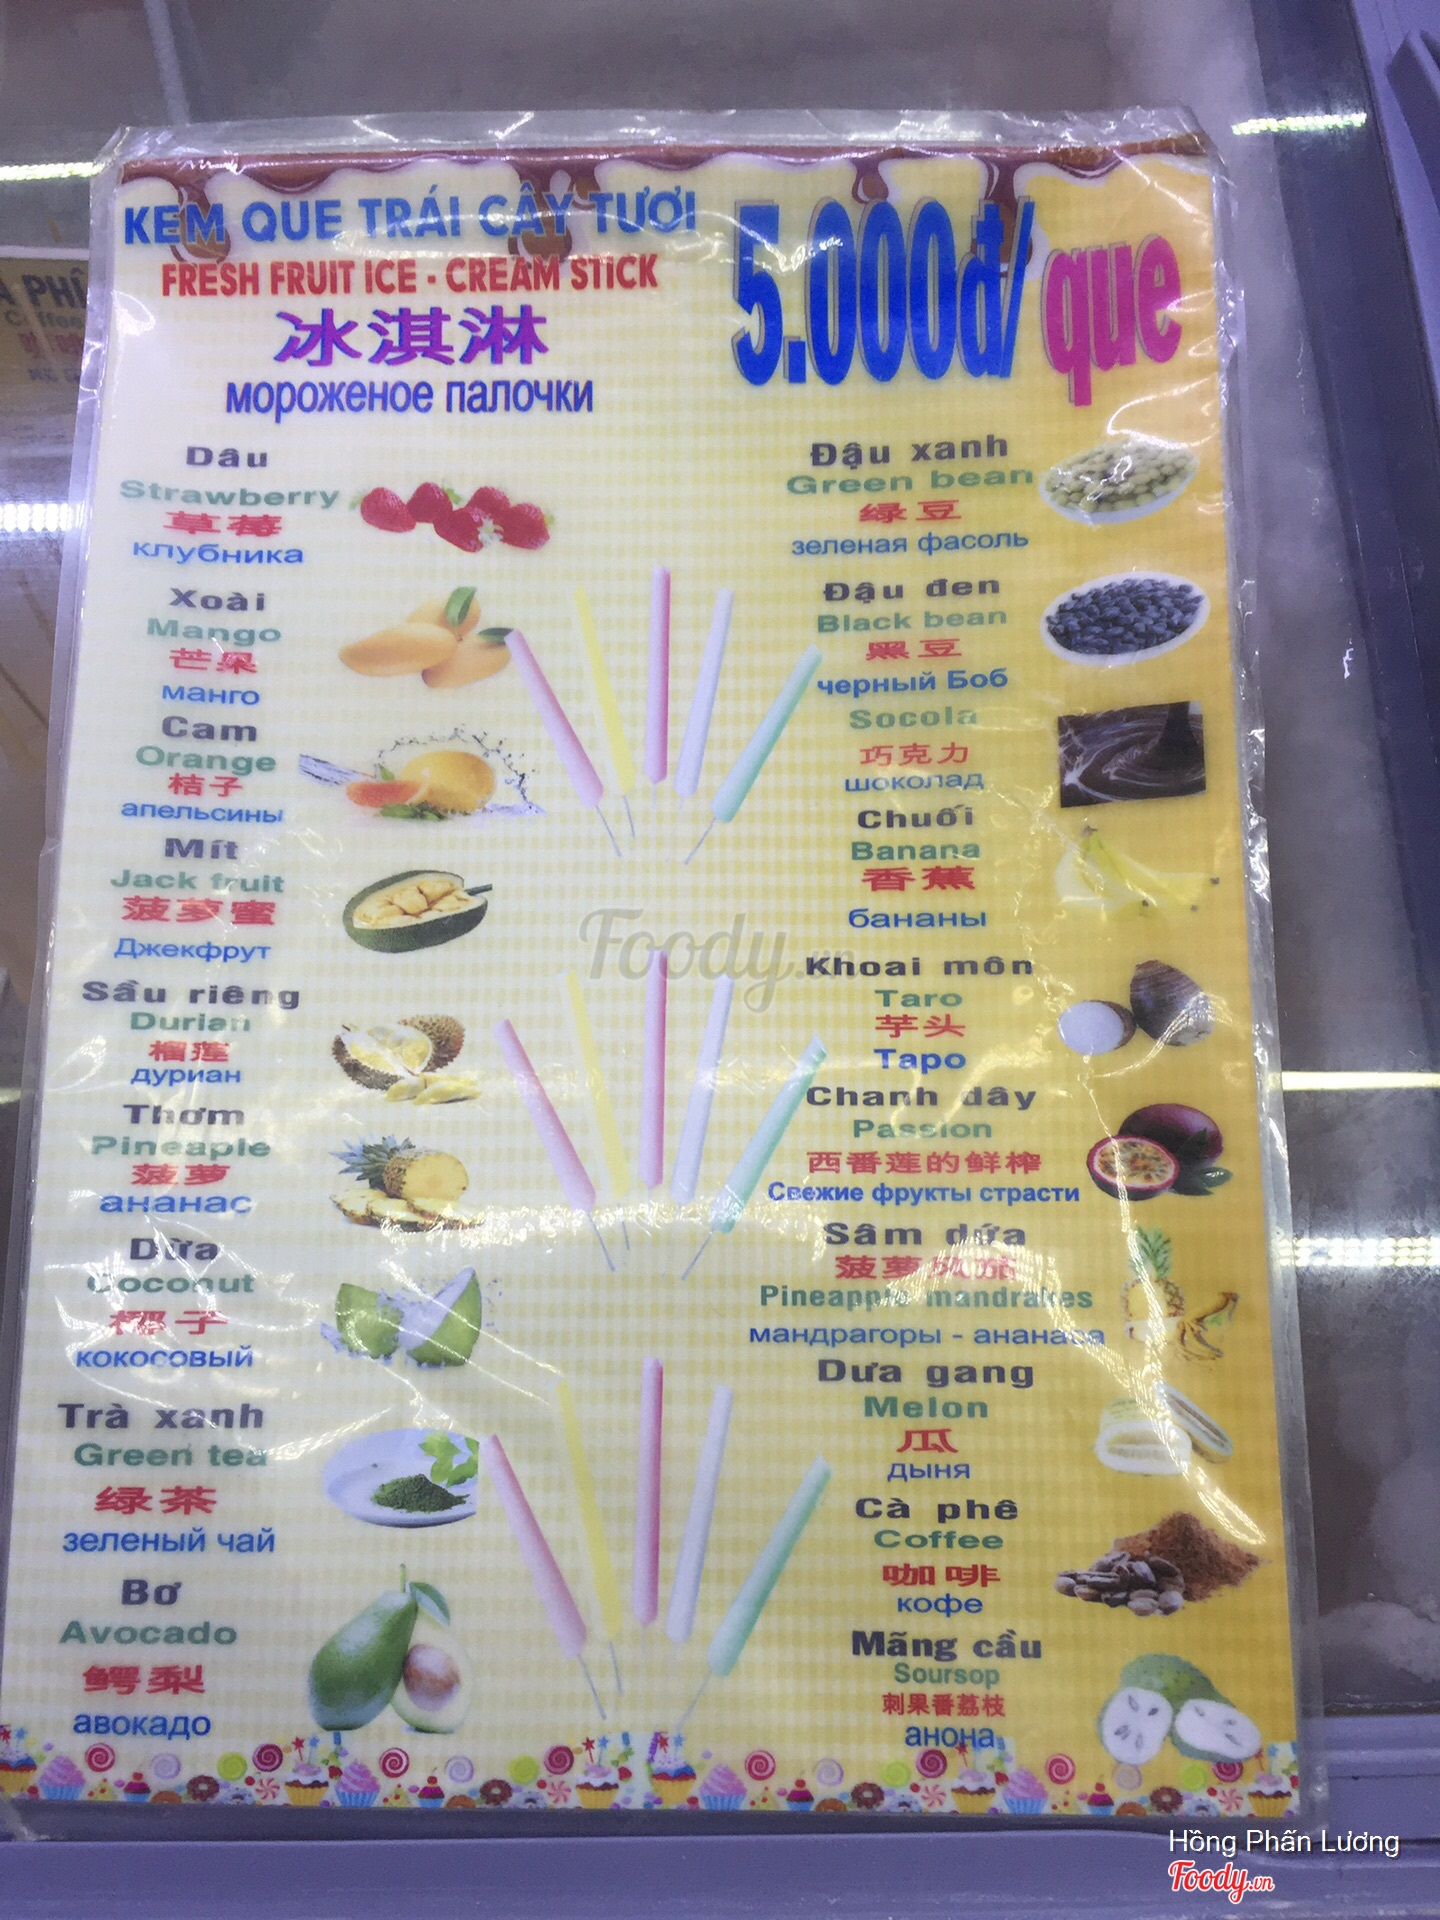 KEM QUE TRÁI CÂY TƯƠI
FRESH FRUIT ICE - CREAM STICK
冰淇淋
мороженое палочки
5.000đ/que
Dâu
Strawberry
草莓
клубника
Xoài
Mango
芒果
манго
Cam
Orange
桔子
апельсины
Mít
Jack fruit
菠萝蜜
Джекфрут
Sầu riêng
Durian
榴莲
дуриан
Thơm
Pineaple
菠萝
ананас
Dừa
Coconut
椰子
кокосовый
Trà xanh
Green tea
绿茶
зеленый чай
Bơ
Avocado
鳄梨
авокадо
Đậu xanh
Green bean
绿豆
зеленая фасоль
Đậu đen
Black bean
黑豆
черный Боб
Socola
巧克力
шоколад
Chuối
Banana
香蕉
бананы
Khoai môn
Taro
芋头
Таро
Chanh dây
Passion
西番莲的鲜榨
Свежие фрукты страсти
Sâm dứa
菠萝
Pineapple mandrakes
мандрагоры - ананаса
Dưa gang
Melon
瓜
дыня
Cà phê
Coffee
咖啡
кофе
Mãng cầu
Soursop
刺果番荔枝
анона
Foody.vn
Hồng Phấn Lương
Foody.vn